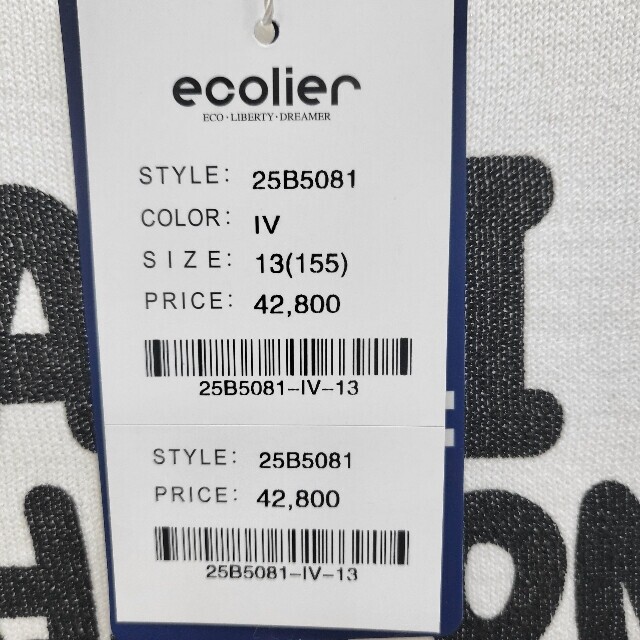 ecolier
ECO·LIBERTY·DREAMER
STYLE: 25B5081
COLOR: IV
SIZE: 13(155)
PRICE: 42,800
25B5081-IV-13
STYLE: 25B5081
PRICE: 42,800
25B5081-IV-13